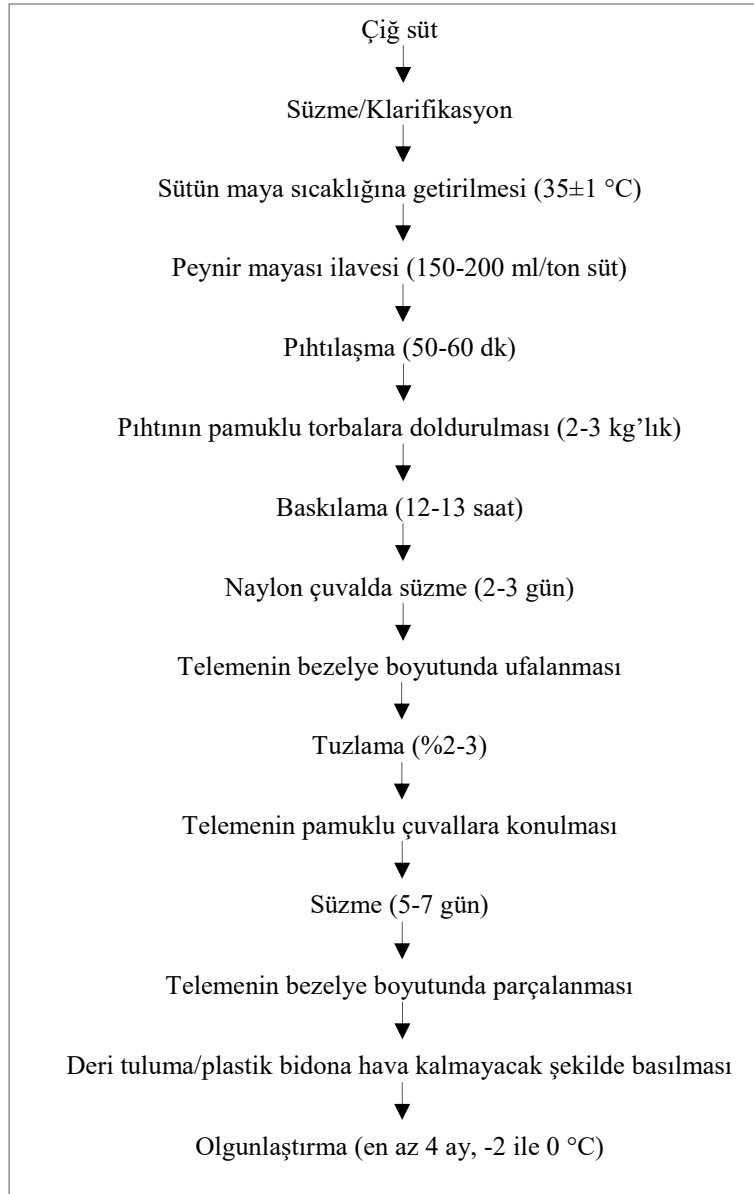 Çiğ süt
Süzme/Klarifikasyon
Sütün maya sıcaklığına getirilmesi (35±1 °C)
Peynir mayası ilavesi (150-200 ml/ton süt)
Pıhtılaşma (50-60 dk)
Pıhtının pamuklu torbalara doldurulması (2-3 kg’lık)
Baskılama (12-13 saat)
Naylon çuvalda süzme (2-3 gün)
Telemenin bezelye boyutunda ufalanması
Tuzlama (%2-3)
Telemenin pamuklu çuvallara konulması
Süzme (5-7 gün)
Telemenin bezelye boyutunda parçalanması
Deri tuluma/plastik bidona hava kalmayacak şekilde basılması
Olgunlaştırma (en az 4 ay, -2 ile 0 °C)